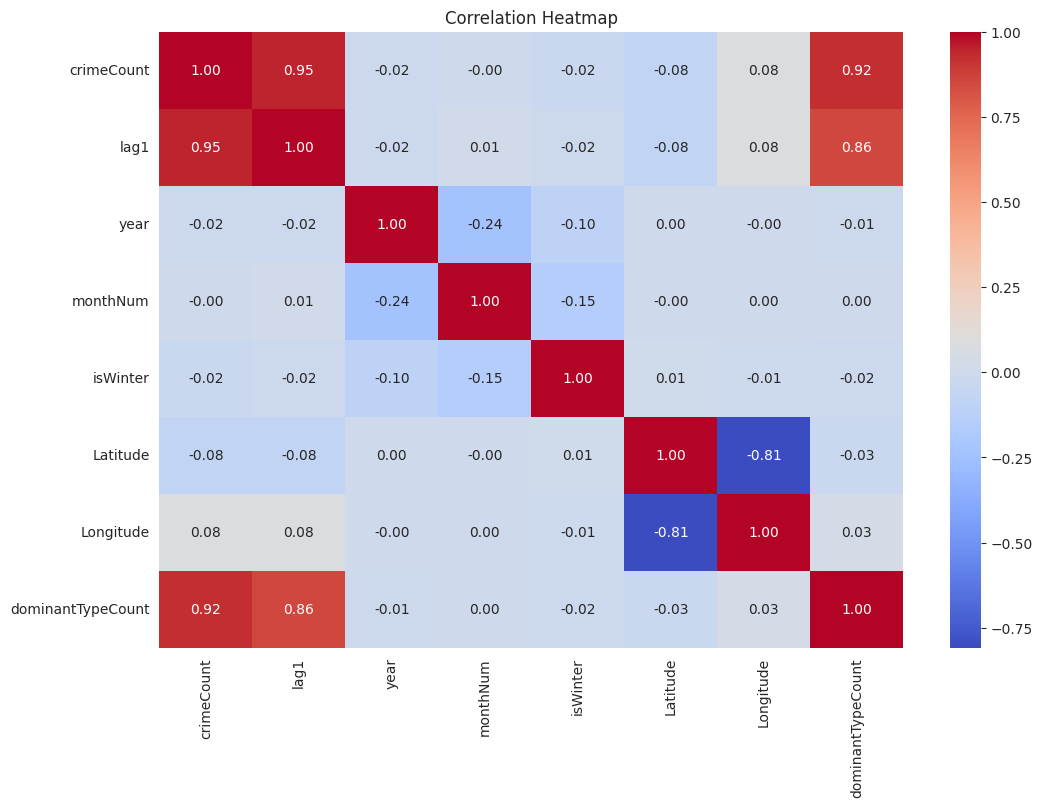 Correlation Heatmap
crimeCount 1.00 0.95 -0.02 -0.00 -0.02 -0.08 0.08 0.92
lag1 0.95 1.00 -0.02 0.01 -0.02 -0.08 0.08 0.86
year -0.02 -0.02 1.00 -0.24 -0.10 0.00 -0.00 -0.01
monthNum -0.00 0.01 -0.24 1.00 -0.15 -0.00 0.00 0.00
isWinter -0.02 -0.02 -0.10 -0.15 1.00 0.01 -0.01 -0.02
Latitude -0.08 -0.08 0.00 -0.00 0.01 1.00 -0.81 -0.03
Longitude 0.08 0.08 -0.00 0.00 -0.01 -0.81 1.00 0.03
dominantTypeCount 0.92 0.86 -0.01 0.00 -0.02 -0.03 0.03 1.00
crimeCount
lag1
year
monthNum
isWinter
Latitude
Longitude
dominantTypeCount
1.00
0.75
0.50
0.25
0.00
−0.25
−0.50
−0.75